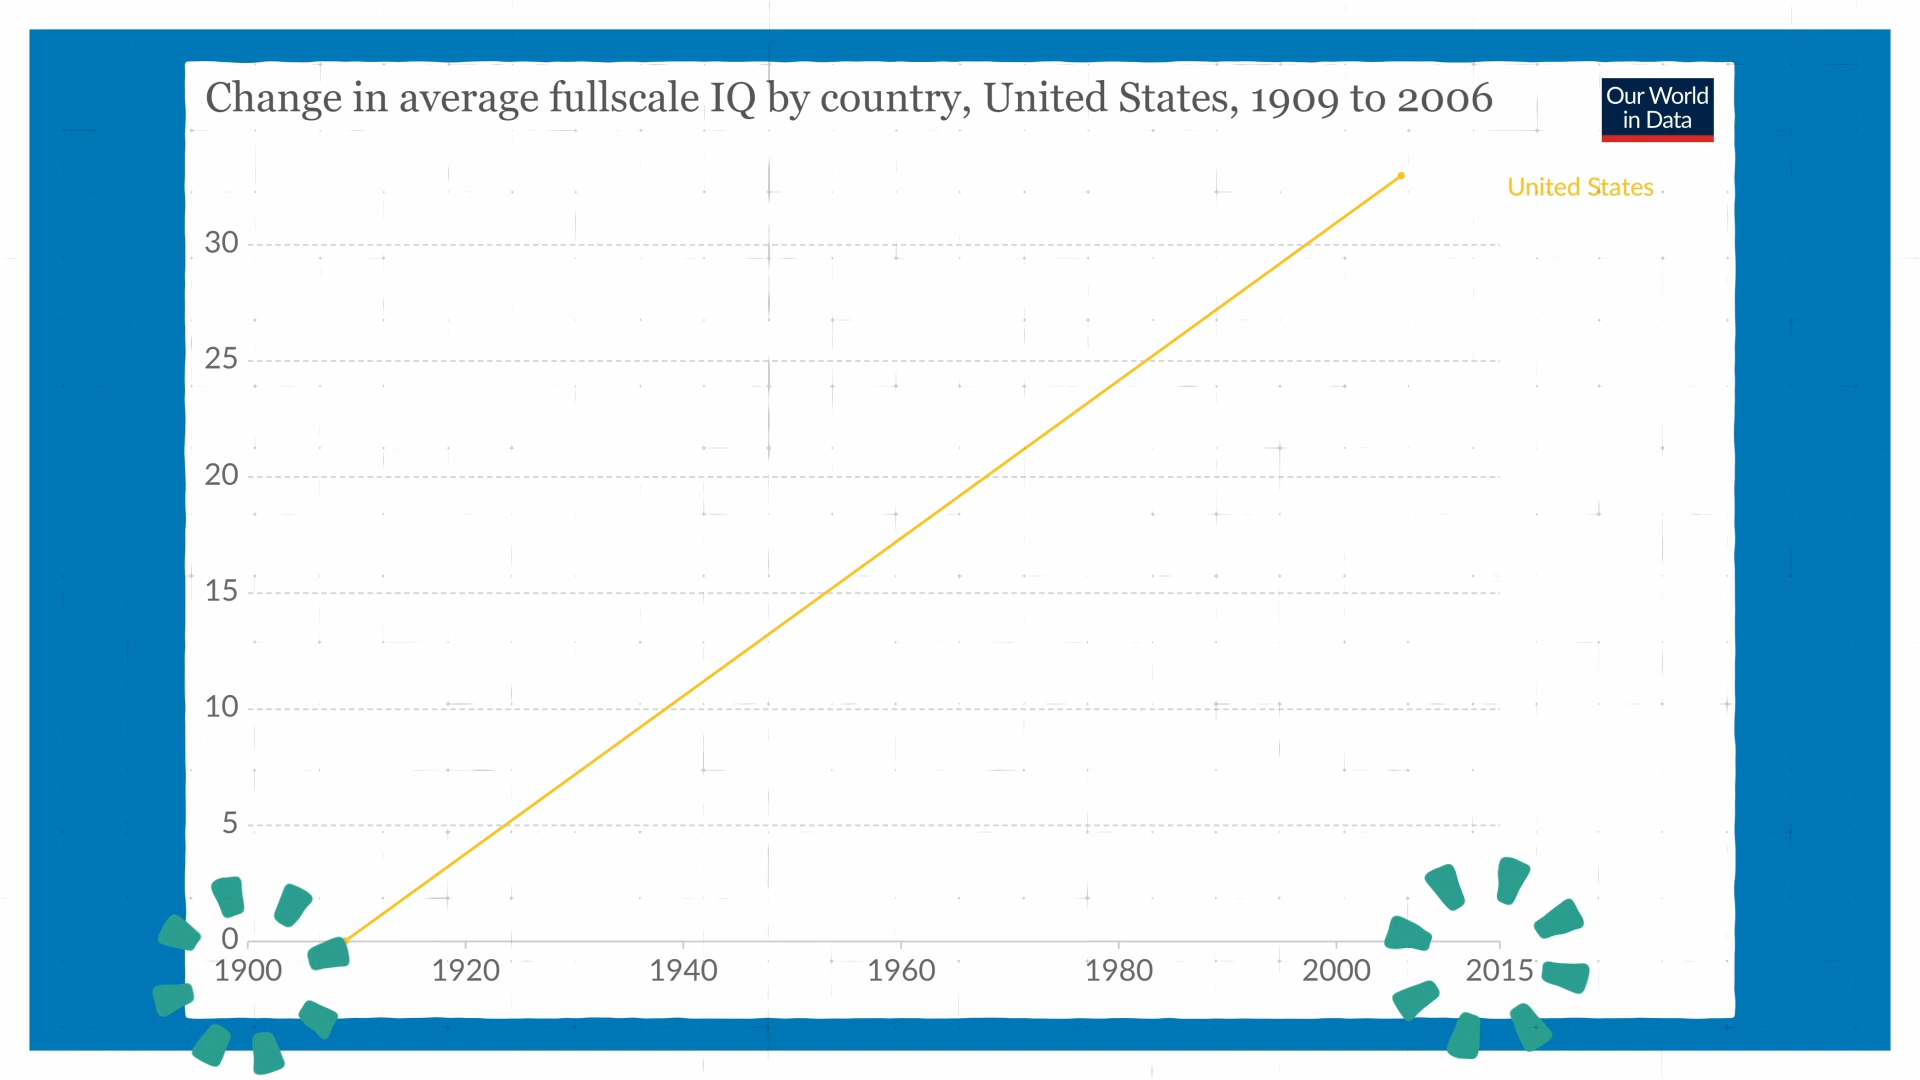 Change in average fullscale IQ by country, United States, 1909 to 2006
Our World
in Data
United States
30
25
20
15
10
5
0
1900 1920 1940 1960 1980 2000 2015